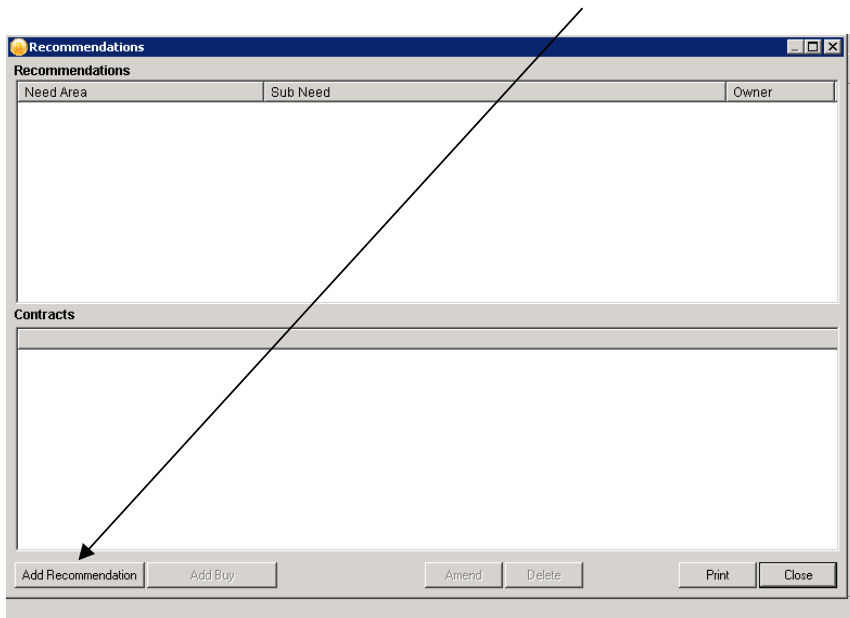 Recommendations
Recommendations
Need Area Sub Need Owner
Contracts
Add Recommendation Add Buy Amend Delete Print Close